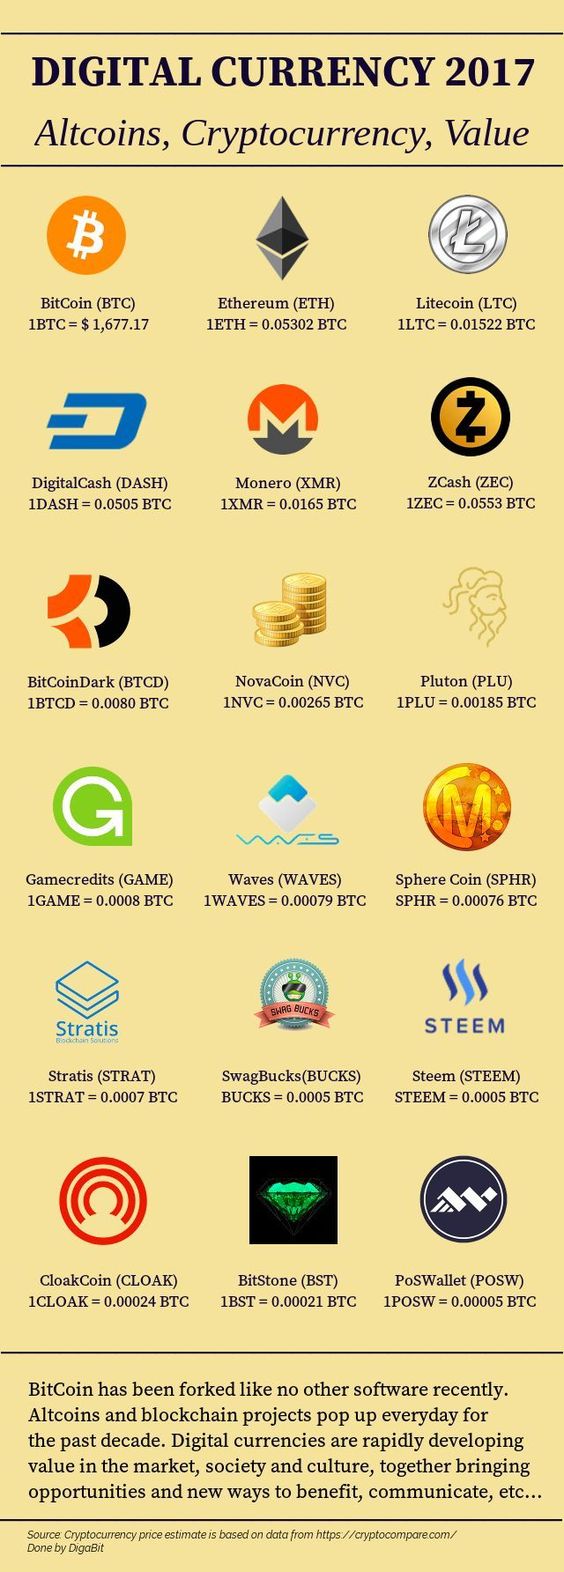 DIGITAL CURRENCY 2017
Altcoins, Cryptocurrency, Value
BitCoin (BTC)
1BTC = $ 1,677.17
Ethereum (ETH)
1ETH = 0.05302 BTC
Litecoin (LTC)
1LTC = 0.01522 BTC
DigitalCash (DASH)
1DASH = 0.0505 BTC
Monero (XMR)
1XMR = 0.0165 BTC
ZCash (ZEC)
1ZEC = 0.0553 BTC
BitCoinDark (BTCD)
1BTCD = 0.0080 BTC
NovaCoin (NVC)
1NVC = 0.00265 BTC
Pluton (PLU)
1PLU = 0.00185 BTC
WAVES
Gamecredits (GAME)
1GAME = 0.0008 BTC
Waves (WAVES)
1WAVES = 0.00079 BTC
Sphere Coin (SPHR)
SPHR = 0.00076 BTC
Stratis
Blockchain Solutions
SWAG BUCKS
STEEM
Stratis (STRAT)
1STRAT = 0.0007 BTC
SwagBucks(BUCKS)
BUCKS = 0.0005 BTC
Steem (STEEM)
STEEM = 0.0005 BTC
CloakCoin (CLOAK)
1CLOAK = 0.00024 BTC
BitStone (BST)
1BST = 0.00021 BTC
PoSWallet (POSW)
1POSW = 0.00005 BTC
BitCoin has been forked like no other software recently.
Altcoins and blockchain projects pop up everyday for
the past decade. Digital currencies are rapidly developing
value in the market, society and culture, together bringing
opportunities and new ways to benefit, communicate, etc...
Source: Cryptocurrency price estimate is based on data from https://cryptocompare.com/
Done by DigaBit